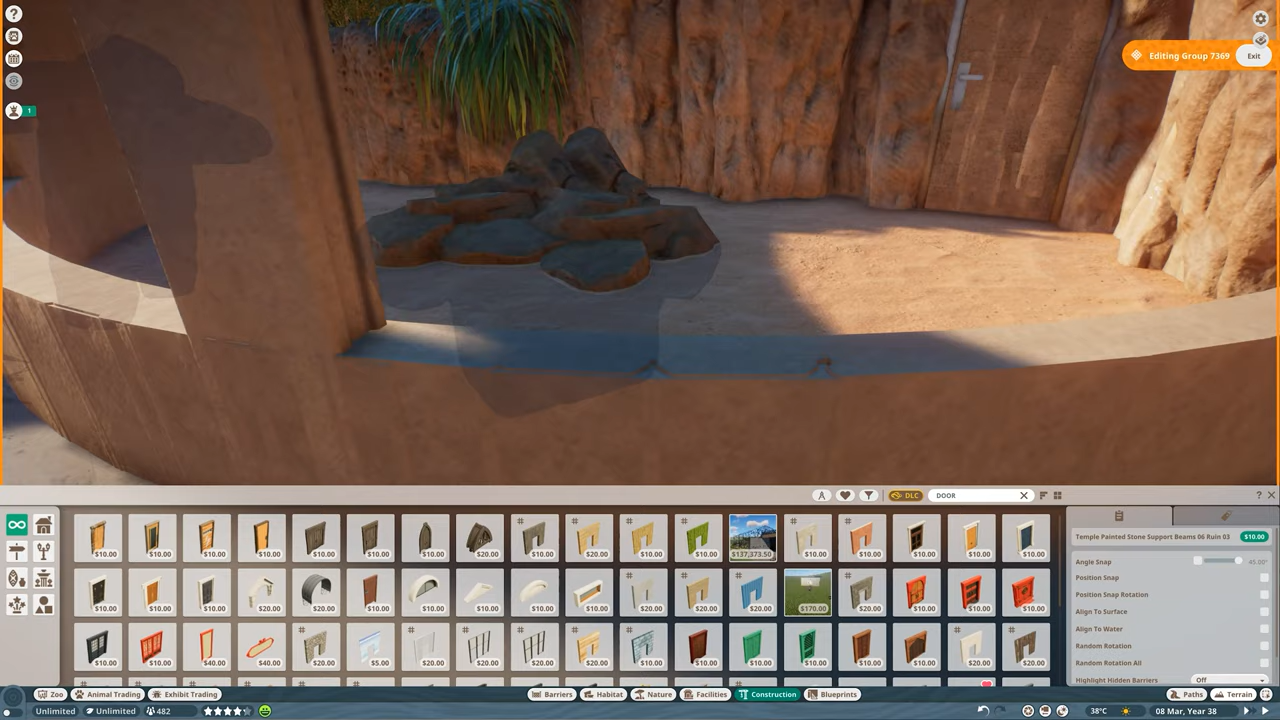 ?
1
Editing Group 7369
Exit
DLC
DOOR
?
$10.00 $10.00 $10.00 $10.00 $10.00 $10.00 $10.00 $20.00 $10.00 $20.00 $10.00 $10.00 $137,373.50 $10.00 $10.00 $10.00 $10.00 $10.00
$10.00 $10.00 $10.00 $20.00 $20.00 $10.00 $10.00 $10.00 $10.00 $10.00 $20.00 $20.00 $20.00 $170.00 $20.00 $10.00 $10.00 $10.00
$10.00 $10.00 $40.00 $40.00 $20.00 $5.00 $20.00 $10.00 $10.00 $20.00 $20.00 $10.00 $10.00 $10.00 $10.00 $10.00 $20.00 $20.00
Temple Painted Stone Support Beams 06 Ruin 03 $10.00
Angle Snap 45.00°
Position Snap
Position Snap Rotation
Align To Surface
Align To Water
Random Rotation
Random Rotation All
Highlight Hidden Barriers Off
Zoo Animal Trading Exhibit Trading Barriers Habitat Nature Facilities Construction Blueprints Paths Terrain
Unlimited Unlimited 482 38°C 08 Mar, Year 38